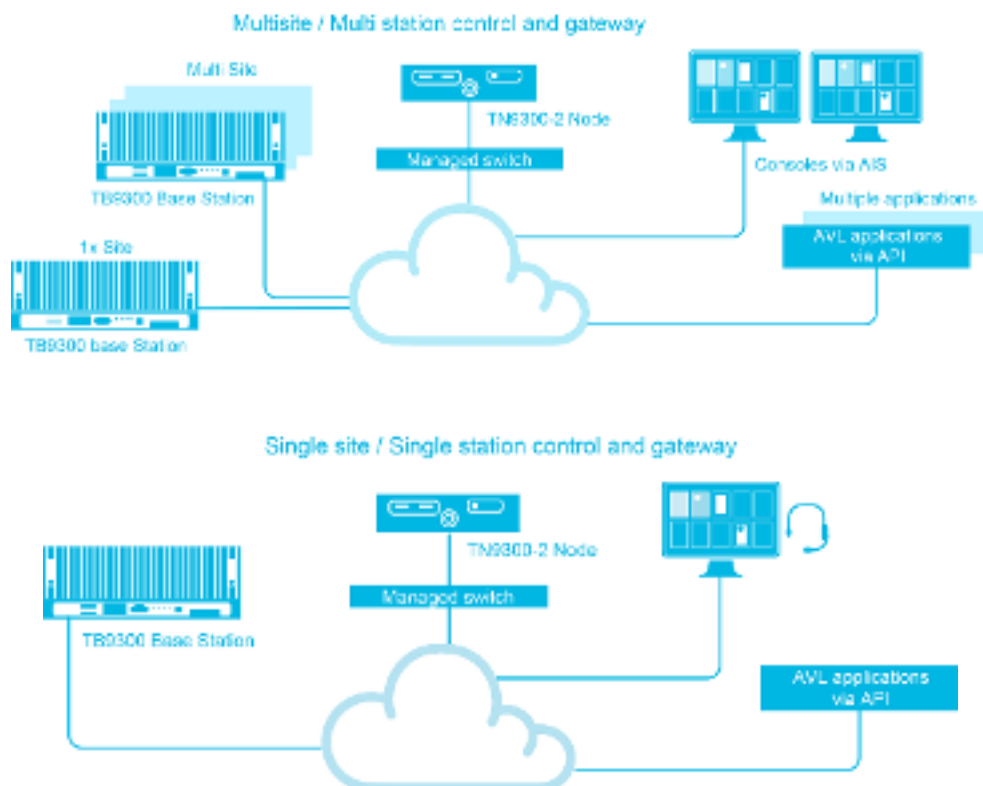 Multisite / Multi station control and gateway
Multi Site
TN9300-2 Node
Managed switch
Consoles via AIS
TB9300 Base Station
Multiple applications
AVL applications
via API
1x Site
TB9300 base Station
Single site / Single station control and gateway
TN9300-2 Node
Managed switch
TB9300 Base Station
AVL applications
via API